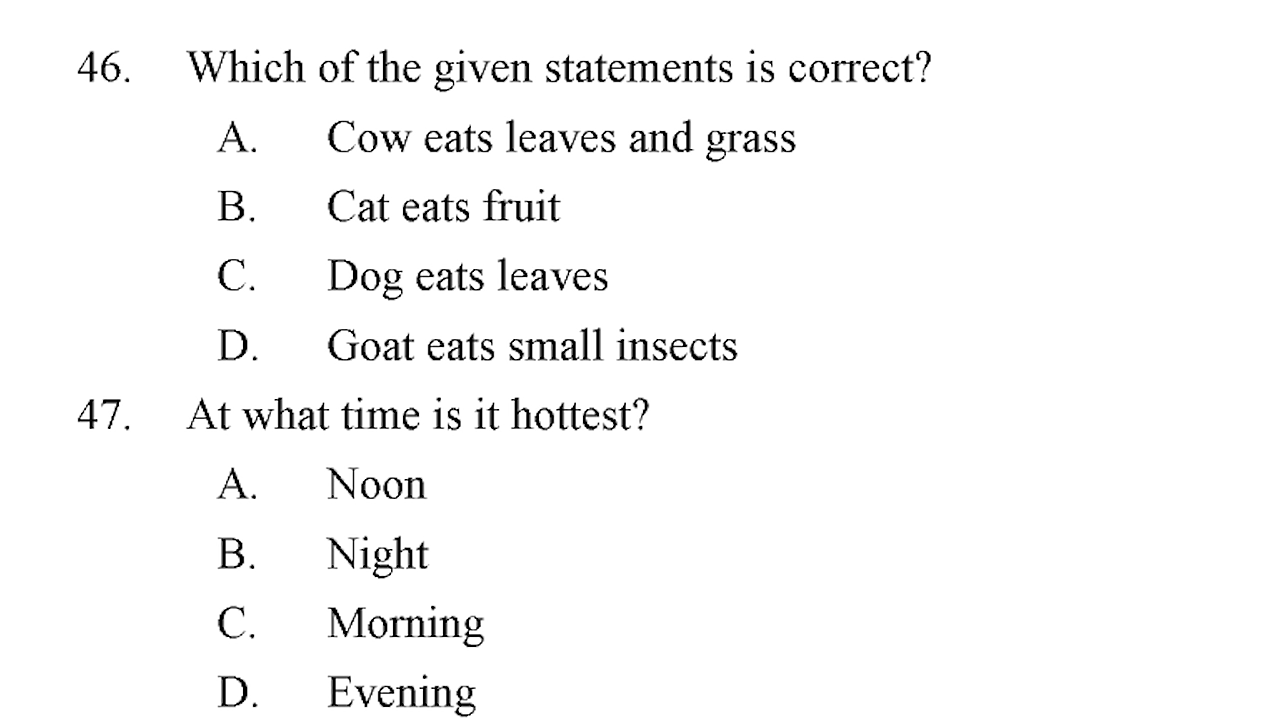 46. Which of the given statements is correct?
A. Cow eats leaves and grass
B. Cat eats fruit
C. Dog eats leaves
D. Goat eats small insects
47. At what time is it hottest?
A. Noon
B. Night
C. Morning
D. Evening